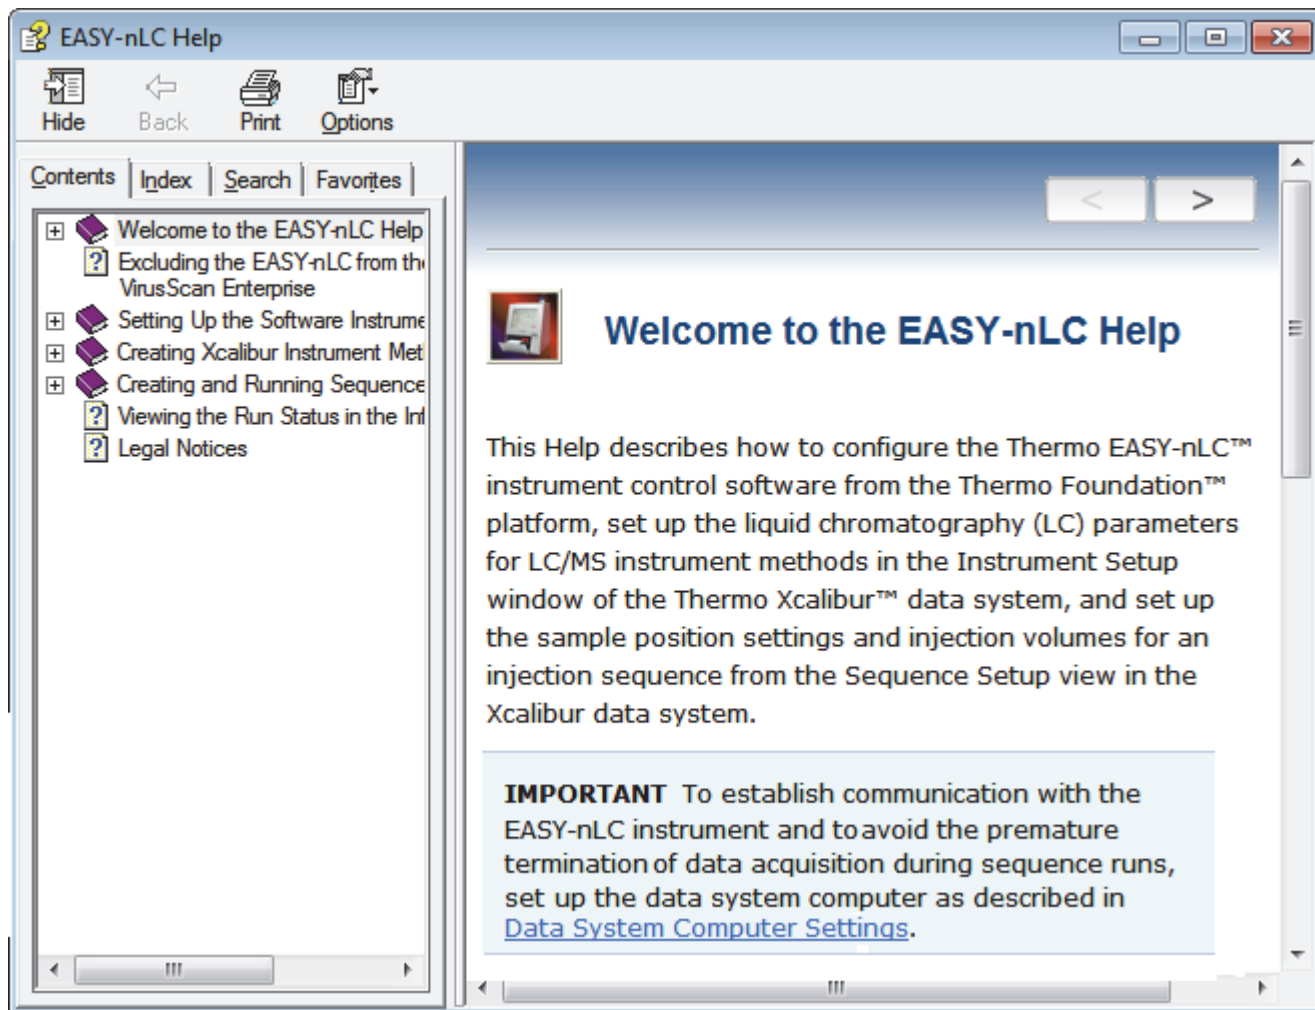 EASY-nLC Help
Hide Back Print Options
Contents Index Search Favorites
Welcome to the EASY-nLC Help
Excluding the EASY-nLC from the
VirusScan Enterprise
Setting Up the Software Instrume
Creating Xcalibur Instrument Met
Creating and Running Sequence
Viewing the Run Status in the Inf
Legal Notices
< >
Welcome to the EASY-nLC Help
This Help describes how to configure the Thermo EASY-nLC™
instrument control software from the Thermo Foundation™
platform, set up the liquid chromatography (LC) parameters
for LC/MS instrument methods in the Instrument Setup
window of the Thermo Xcalibur™ data system, and set up
the sample position settings and injection volumes for an
injection sequence from the Sequence Setup view in the
Xcalibur data system.
IMPORTANT To establish communication with the
EASY-nLC instrument and to avoid the premature
termination of data acquisition during sequence runs,
set up the data system computer as described in
Data System Computer Settings.